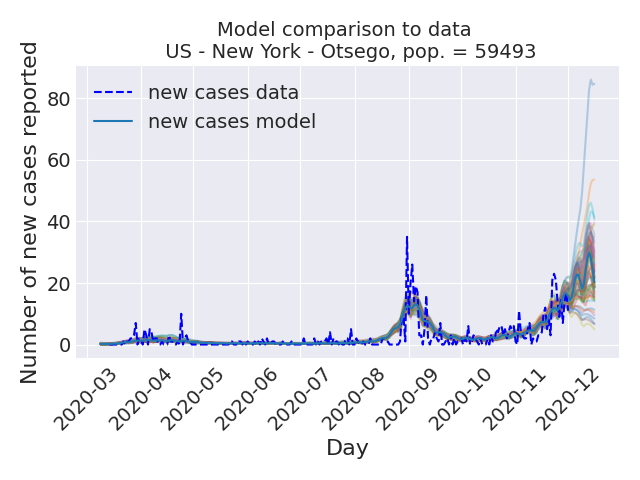 Model comparison to data
US - New York - Otsego, pop. = 59493
Number of new cases reported
80
60
40
20
0
new cases data
new cases model
2020-03
2020-04
2020-05
2020-06
2020-07
2020-08
2020-09
2020-10
2020-11
2020-12
Day